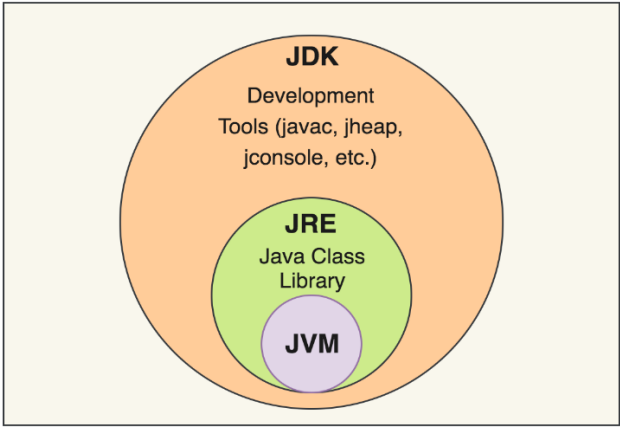 JDK
Development
Tools (javac, jheap,
jconsole, etc.)
JRE
Java Class
Library
JVM